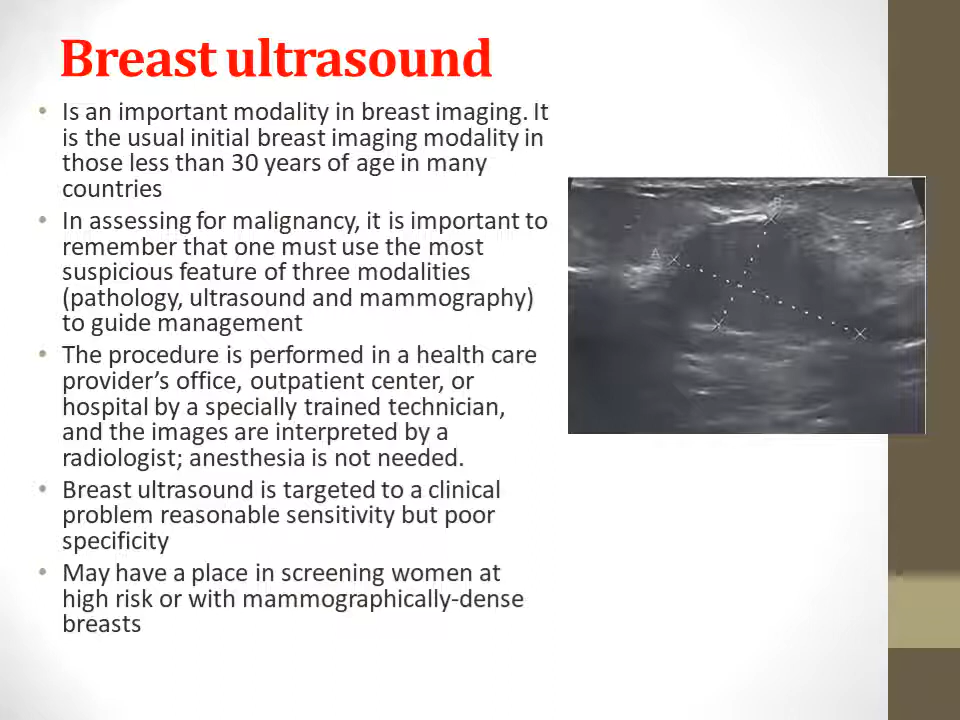 Breast ultrasound
• Is an important modality in breast imaging. It
is the usual initial breast imaging modality in
those less than 30 years of age in many
countries
• In assessing for malignancy, it is important to
remember that one must use the most
suspicious feature of three modalities
(pathology, ultrasound and mammography)
to guide management
• The procedure is performed in a health care
provider’s office, outpatient center, or
hospital by a specially trained technician,
and the images are interpreted by a
radiologist; anesthesia is not needed.
• Breast ultrasound is targeted to a clinical
problem reasonable sensitivity but poor
specificity
• May have a place in screening women at
high risk or with mammographically-dense
breasts
B
A